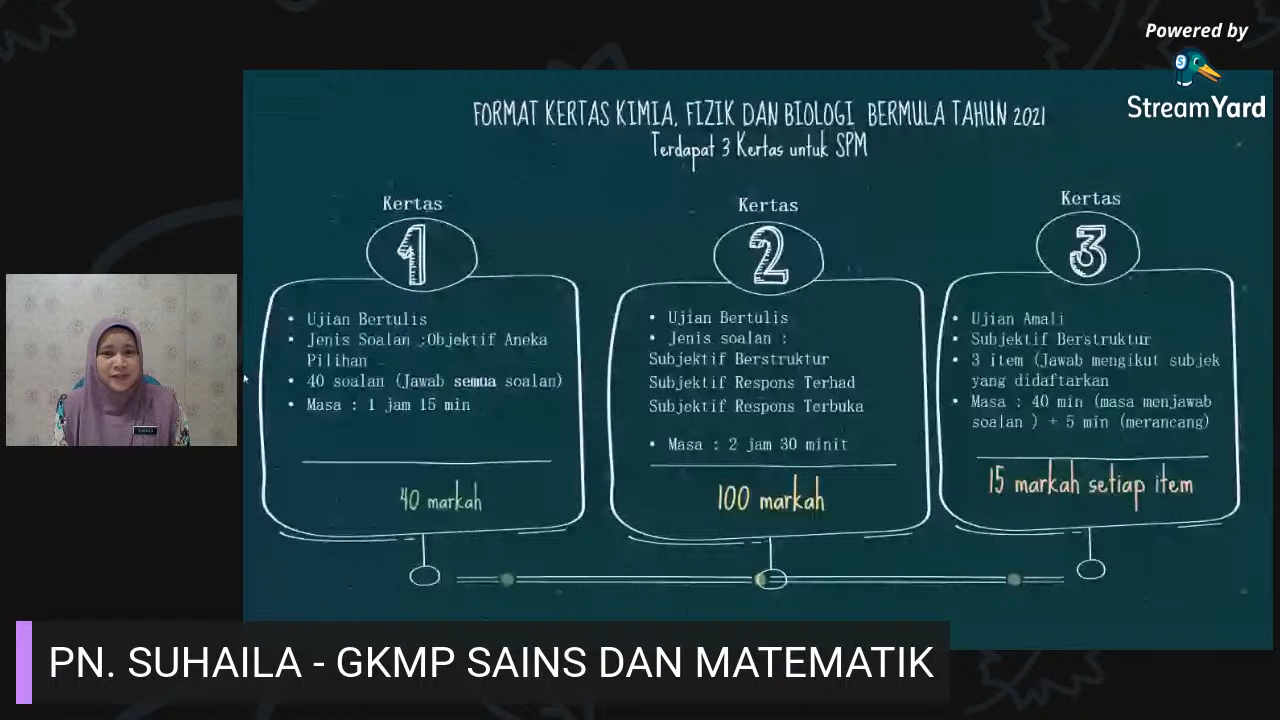 Powered by
StreamYard
FORMAT KERTAS KIMIA, FIZIK DAN BIOLOGI BERMULA TAHUN 2021
Terdapat 3 Kertas untuk SPM
Kertas
1
• Ujian Bertulis
• Jenis Soalan ;Objektif Aneka
Pilihan
• 40 soalan (Jawab semua soalan)
• Masa : 1 jam 15 min
40 markah
Kertas
2
• Ujian Bertulis
• Jenis soalan :
Subjektif Berstruktur
Subjektif Respons Terhad
Subjektif Respons Terbuka
• Masa : 2 jam 30 minit
100 markah
Kertas
3
• Ujian Amali
• Subjektif Berstruktur
• 3 item (Jawab mengikut subjek
yang didaftarkan
• Masa : 40 min (masa menjawab
soalan ) + 5 min (merancang)
15 markah setiap item
PN. SUHAILA - GKMP SAINS DAN MATEMATIK